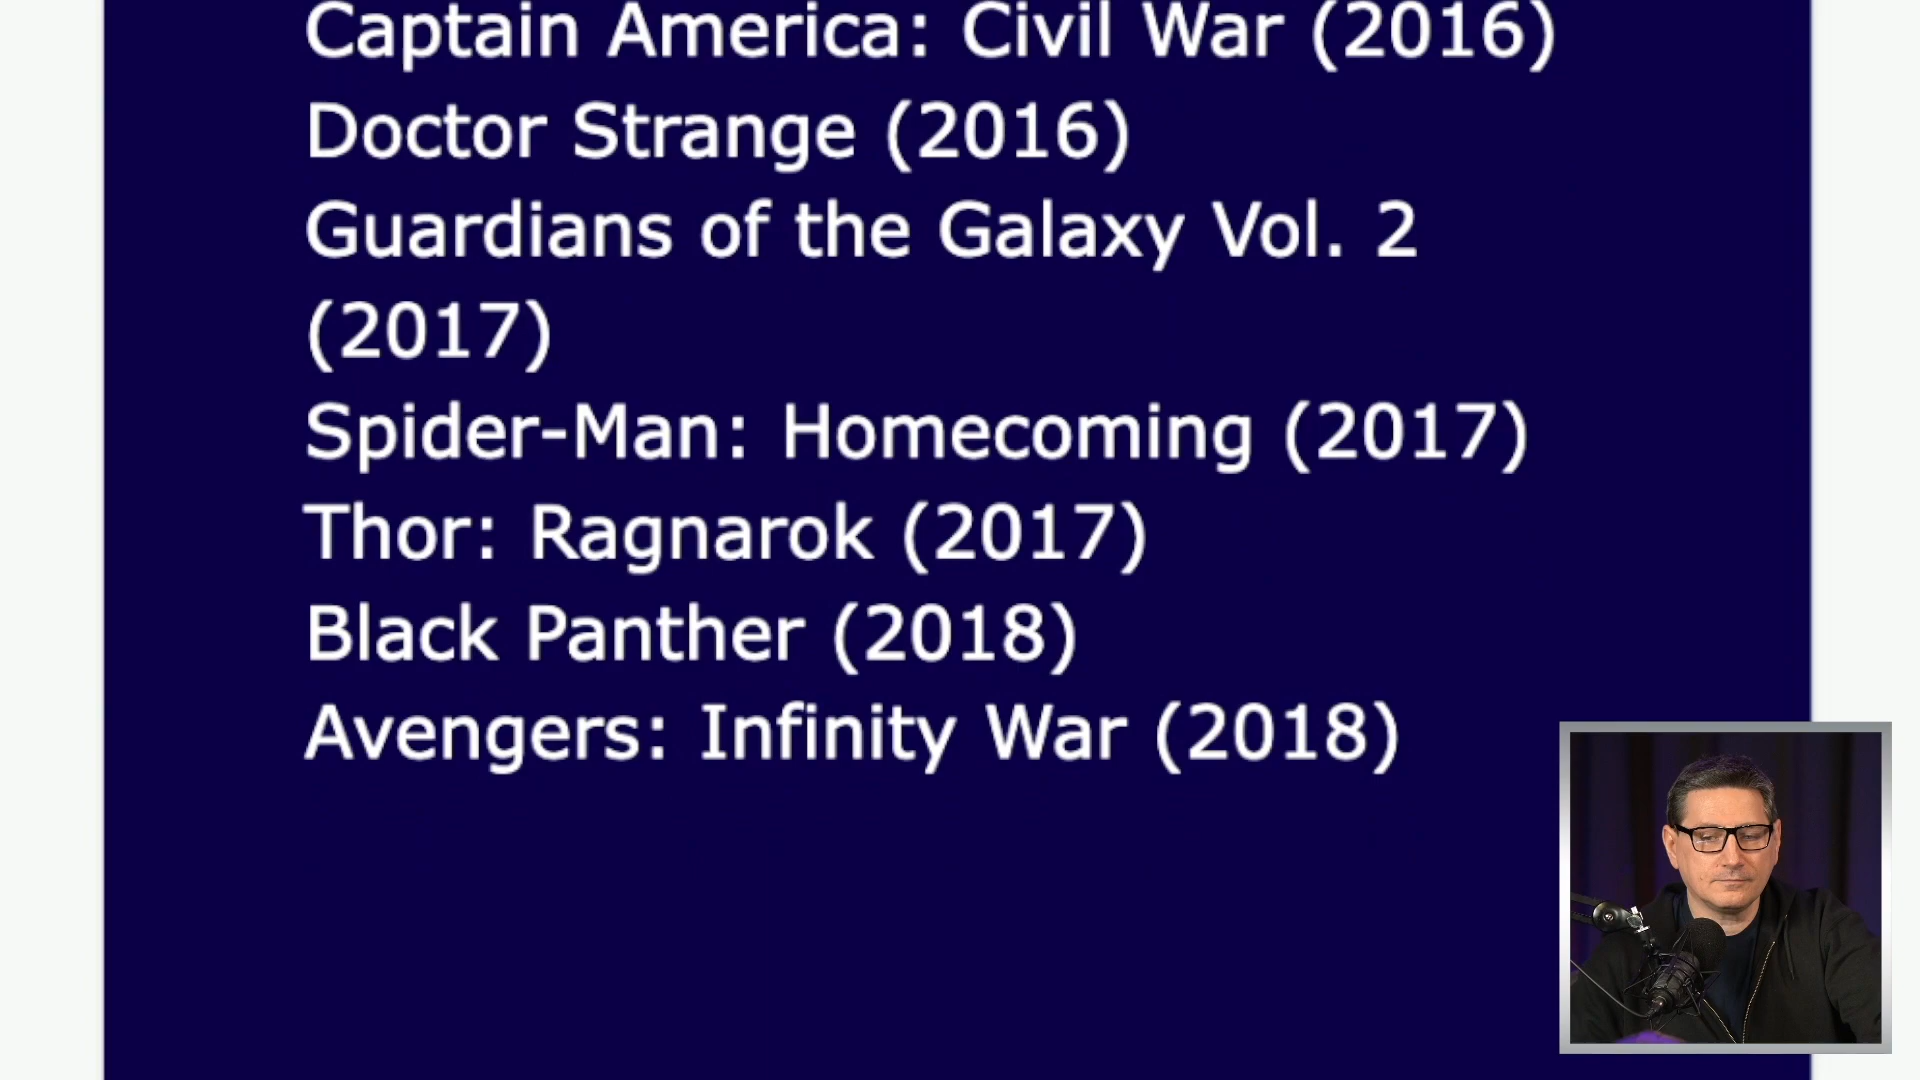 Captain America: Civil War (2016)
Doctor Strange (2016)
Guardians of the Galaxy Vol. 2
(2017)
Spider-Man: Homecoming (2017)
Thor: Ragnarok (2017)
Black Panther (2018)
Avengers: Infinity War (2018)